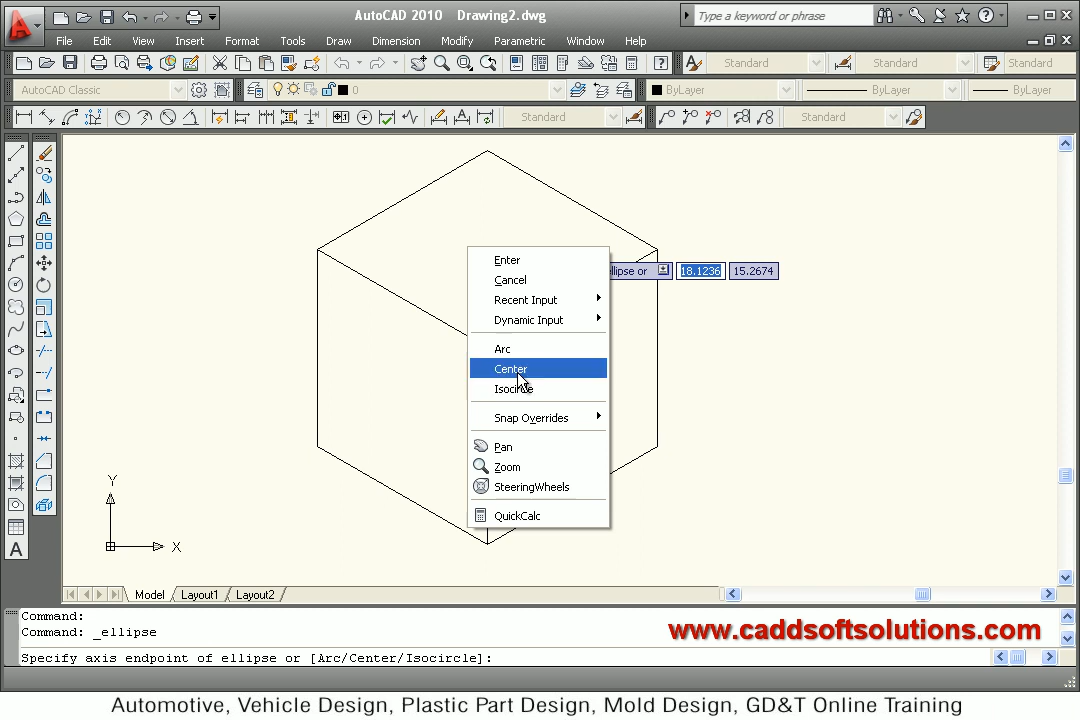 AutoCAD 2010 Drawing2.dwg
Type a keyword or phrase
File Edit View Insert Format Tools Draw Dimension Modify Parametric Window Help
Standard Standard Standard
AutoCAD Classic 0 ByLayer ByLayer ByLayer
Standard Standard
Enter
Cancel
Recent Input
Dynamic Input
Arc
Center
Isocircle
Snap Overrides
Pan
Zoom
SteeringWheels
QuickCalc
ellipse or 18.1236 15.2674
Y
X
A
Model Layout1 Layout2
Command:
Command: _ellipse
Specify axis endpoint of ellipse or [Arc/Center/Isocircle]:
www.caddsoftsolutions.com
Automotive, Vehicle Design, Plastic Part Design, Mold Design, GD&T Online Training